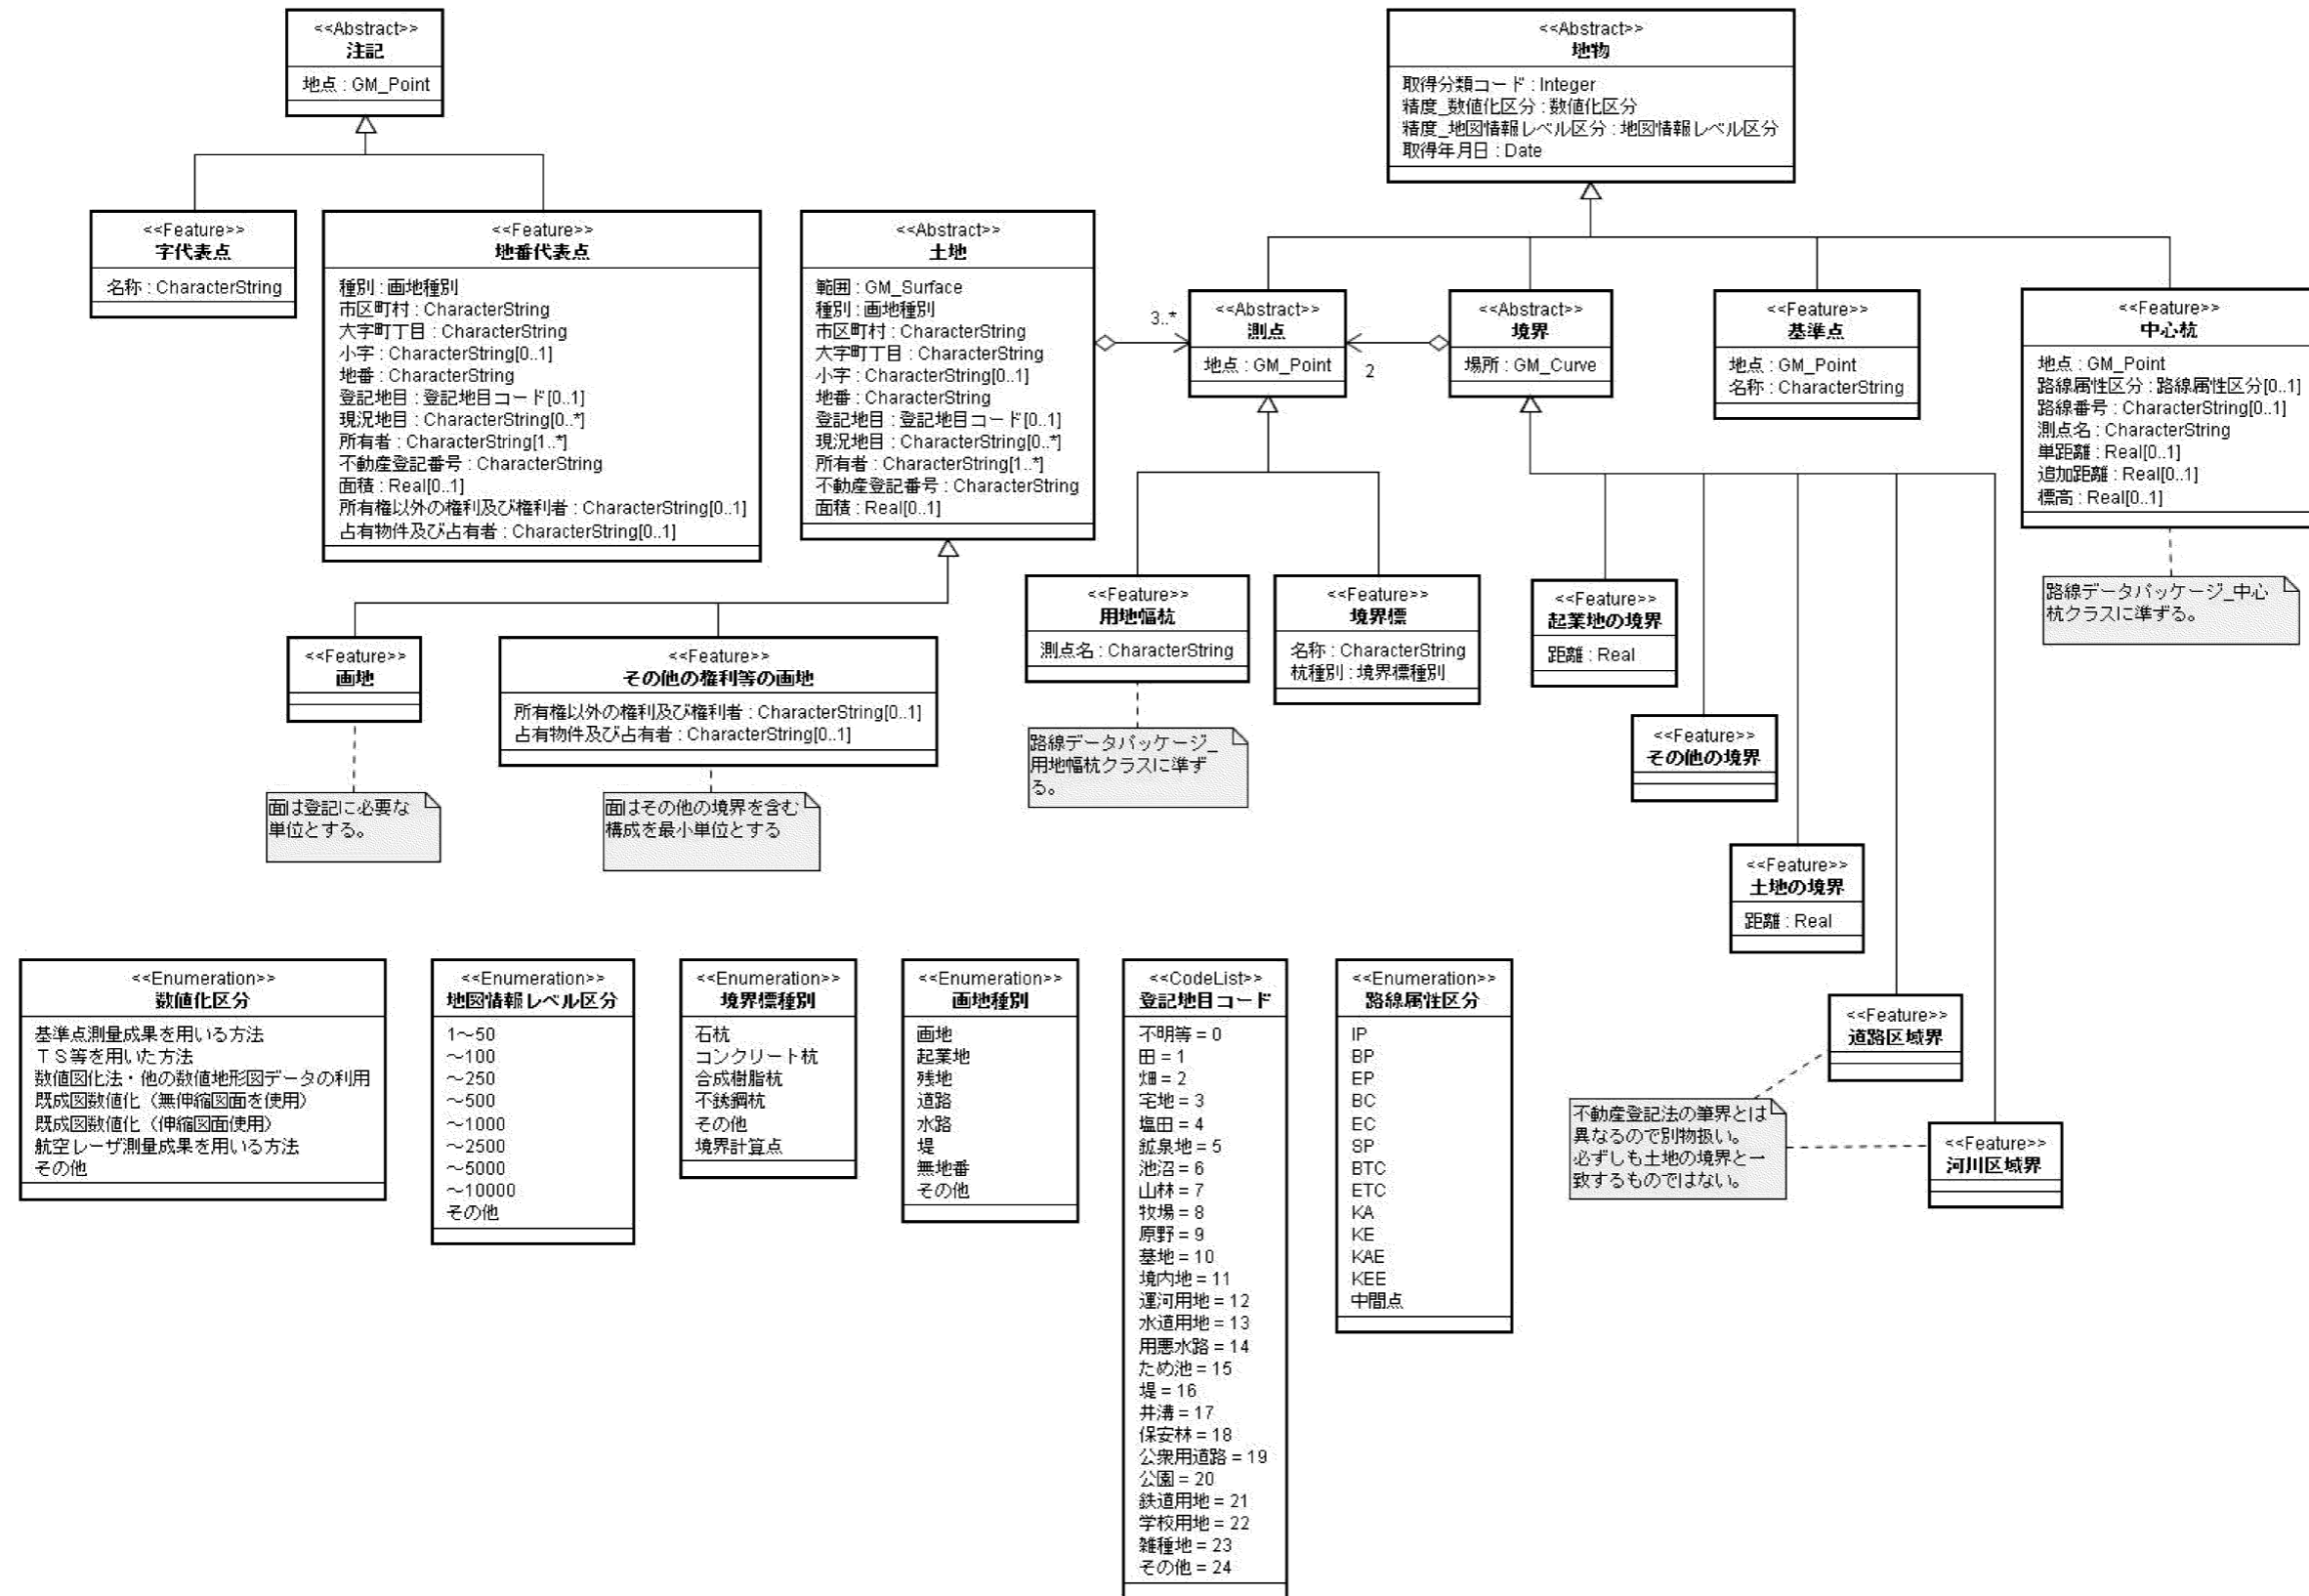 <<Abstract>>
注記
地点 : GM_Point
<<Abstract>>
地物
取得分類コード : Integer
精度_数値化区分 : 数値化区分
精度_地図情報レベル区分 : 地図情報レベル区分
取得年月日 : Date
<<Feature>>
字代表点
名称 : CharacterString
<<Feature>>
地番代表点
種別 : 画地種別
市区町村 : CharacterString
大字町丁目 : CharacterString
小字 : CharacterString[0..1]
地番 : CharacterString
登記地目 : 登記地目コード[0..1]
現況地目 : CharacterString[0..*]
所有者 : CharacterString[1..*]
不動産登記番号 : CharacterString
面積 : Real[0..1]
所有権以外の権利及び権利者 : CharacterString[0..1]
占有物件及び占有者 : CharacterString[0..1]
<<Abstract>>
土地
範囲 : GM_Surface
種別 : 画地種別
市区町村 : CharacterString
大字町丁目 : CharacterString
小字 : CharacterString[0..1]
地番 : CharacterString
登記地目 : 登記地目コード[0..1]
現況地目 : CharacterString[0..*]
所有者 : CharacterString[1..*]
不動産登記番号 : CharacterString
面積 : Real[0..1]
3..*
<<Abstract>>
測点
地点 : GM_Point
2
<<Abstract>>
境界
場所 : GM_Curve
<<Feature>>
基準点
地点 : GM_Point
名称 : CharacterString
<<Feature>>
中心杭
地点 : GM_Point
路線属性区分 : 路線属性区分[0..1]
路線番号 : CharacterString[0..1]
測点名 : CharacterString
単距離 : Real[0..1]
追加距離 : Real[0..1]
標高 : Real[0..1]
路線データパッケージ_中心
杭クラスに準ずる。
<<Feature>>
画地
面は登記に必要な
単位とする。
<<Feature>>
その他の権利等の画地
所有権以外の権利及び権利者 : CharacterString[0..1]
占有物件及び占有者 : CharacterString[0..1]
面はその他の境界を含む
構成を最小単位とする
<<Feature>>
用地幅杭
測点名 : CharacterString
路線データパッケージ_
用地幅杭クラスに準ず
る。
<<Feature>>
境界標
名称 : CharacterString
杭種別 : 境界標種別
<<Feature>>
起業地の境界
距離 : Real
<<Feature>>
その他の境界
<<Feature>>
土地の境界
距離 : Real
<<Feature>>
道路区域界
<<Feature>>
河川区域界
不動産登記法の筆界とは
異なるので別物扱い。
必ずしも土地の境界と一
致するものではない。
<<Enumeration>>
数値化区分
基準点測量成果を用いる方法
ＴＳ等を用いた方法
数値図化法・他の数値地形図データの利用
既成図数値化（無伸縮図面を使用）
既成図数値化（伸縮図面使用）
航空レーザ測量成果を用いる方法
その他
<<Enumeration>>
地図情報レベル区分
1～50
～100
～250
～500
～1000
～2500
～5000
～10000
その他
<<Enumeration>>
境界標種別
石杭
コンクリート杭
合成樹脂杭
不銹鋼杭
その他
境界計算点
<<Enumeration>>
画地種別
画地
起業地
残地
道路
水路
堤
無地番
その他
<<CodeList>>
登記地目コード
不明等 = 0
田 = 1
畑 = 2
宅地 = 3
塩田 = 4
鉱泉地 = 5
池沼 = 6
山林 = 7
牧場 = 8
原野 = 9
墓地 = 10
境内地 = 11
運河用地 = 12
水道用地 = 13
用悪水路 = 14
ため池 = 15
堤 = 16
井溝 = 17
保安林 = 18
公衆用道路 = 19
公園 = 20
鉄道用地 = 21
学校用地 = 22
雑種地 = 23
その他 = 24
<<Enumeration>>
路線属性区分
IP
BP
EP
BC
EC
SP
BTC
ETC
KA
KE
KAE
KEE
中間点